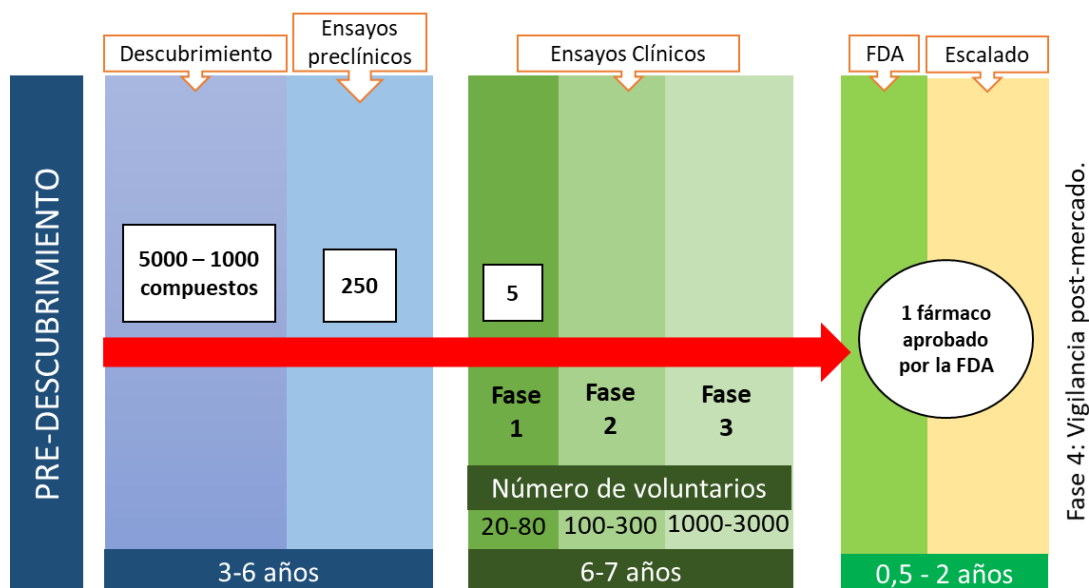 PRE-DESCUBRIMIENTO
Descubrimiento
Ensayos
preclínicos
Ensayos Clínicos
FDA
Escalado
5000 – 1000
compuestos
250
5
1 fármaco
aprobado
por la FDA
Fase
1
Fase
2
Fase
3
Número de voluntarios
20-80
100-300
1000-3000
3-6 años
6-7 años
0,5 - 2 años
Fase 4: Vigilancia post-mercado.